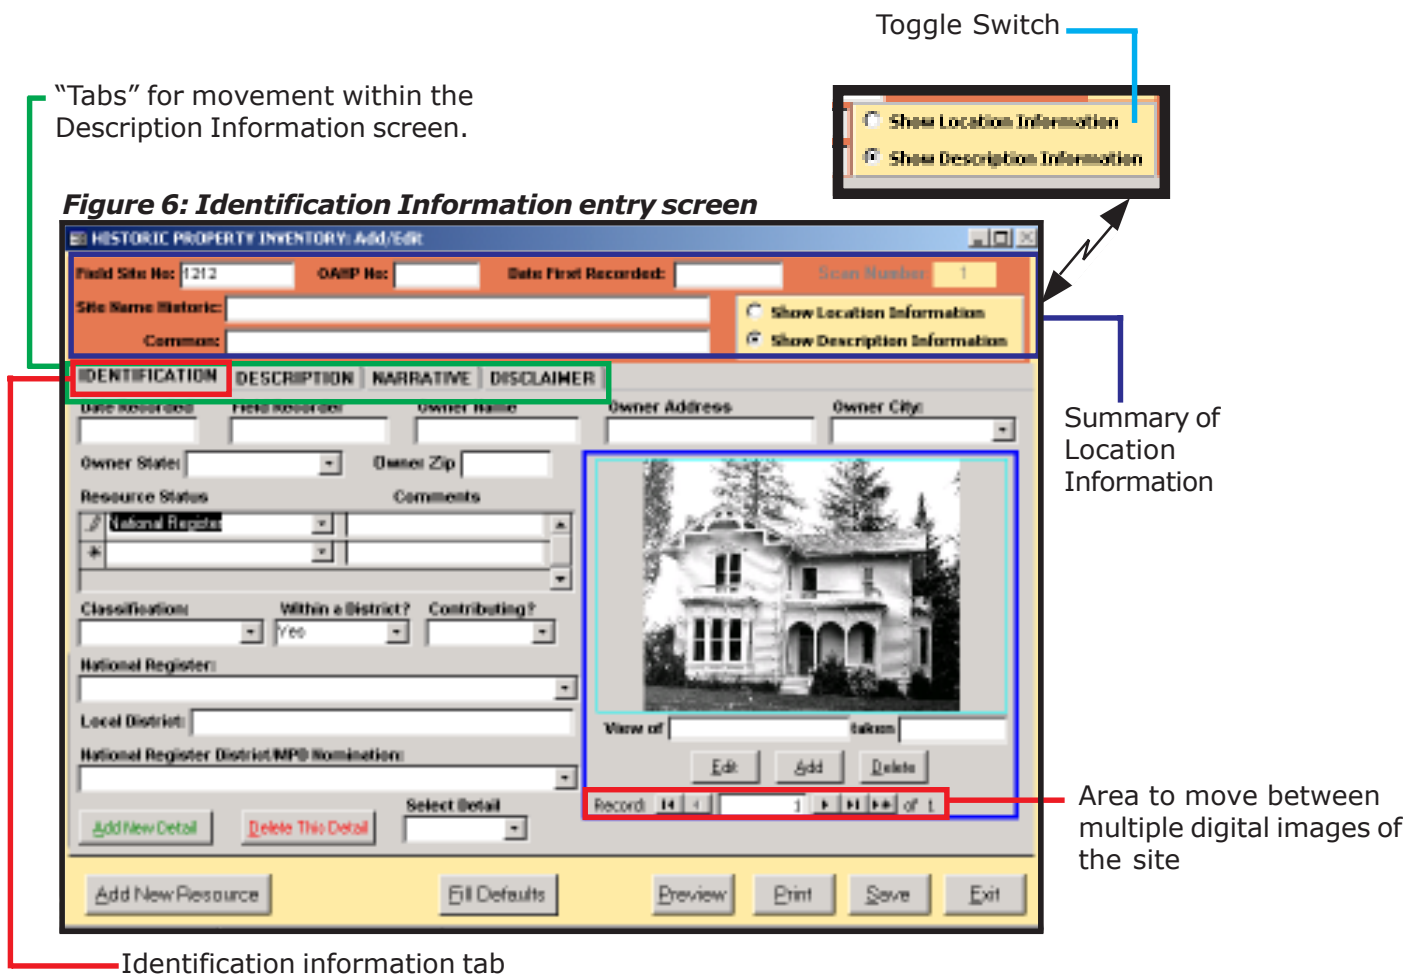 Toggle Switch
“Tabs” for movement within the
Description Information screen.
Show Location Information
Show Description Information
Figure 6: Identification Information entry screen
HISTORIC PROPERTY INVENTORY: Add/Edit
Field Site No: 1212 OAHP No: Date First Recorded: Scan Number 1
Site Name Historic:
Show Location Information
Common:
Show Description Information
IDENTIFICATION DESCRIPTION NARRATIVE DISCLAIMER
Date Recorded Field Recorder Owner Name Owner Address Owner City:
Owner State: Owner Zip
Summary of
Location
Information
Resource Status Comments
National Register
Classification: Within a District? Contributing?
Yes
National Register:
Local District:
View of taken
National Register District/MPD Nomination:
Edit Add Delete
Select Detail
Record: 1 of 1
Add New Detail Delete This Detail
Area to move between
multiple digital images of
the site
Add New Resource Fill Defaults Preview Print Save Exit
Identification information tab